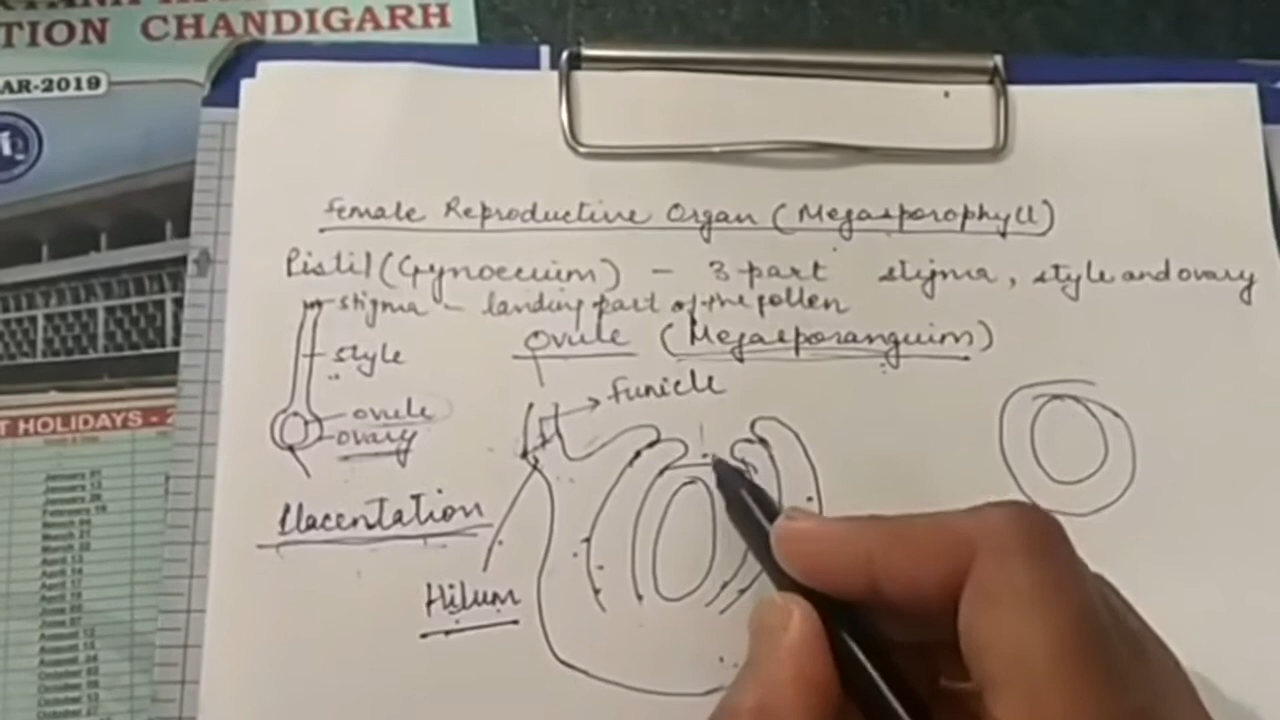 TION CHANDIGARH
AR-2019
Female Reproductive Organ (Megasporophyll)
Pistil (Gynoecium) - 3 part stigma, style and ovary
stigma - landing part of the pollen
Ovule (Megasporanguim)
style
Funicle
ovule
ovary
Placentation
Hilum
T HOLIDAYS - 2